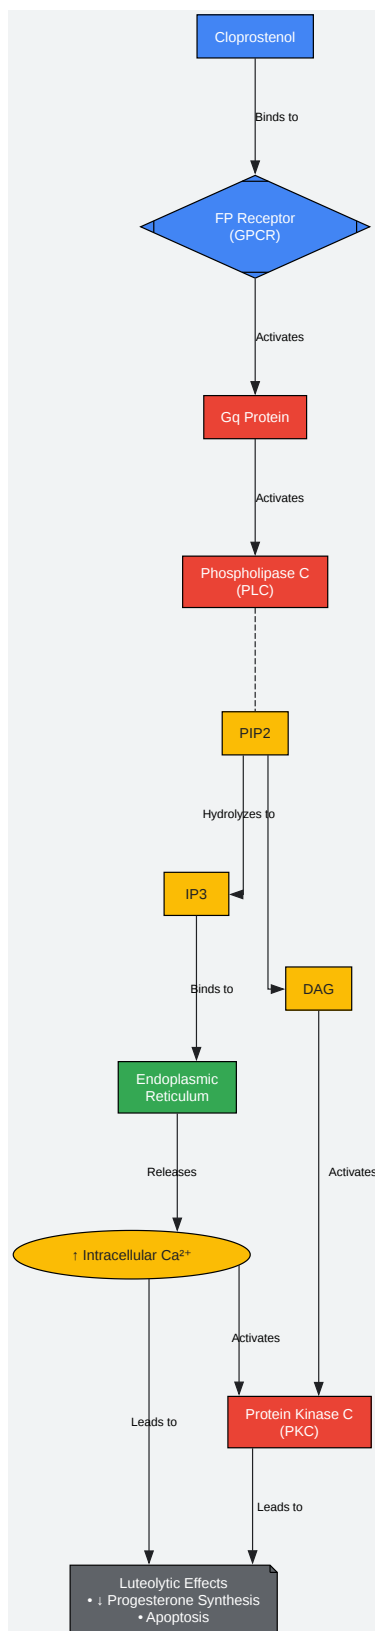 Cloprostenol
Binds to
FP Receptor
(GPCR)
Activates
Gq Protein
Activates
Phospholipase C
(PLC)
PIP2
Hydrolyzes to
IP3
DAG
Binds to
Endoplasmic
Reticulum
Releases
Activates
↑ Intracellular Ca²⁺
Activates
Protein Kinase C
(PKC)
Leads to
Leads to
Luteolytic Effects
• ↓ Progesterone Synthesis
• Apoptosis